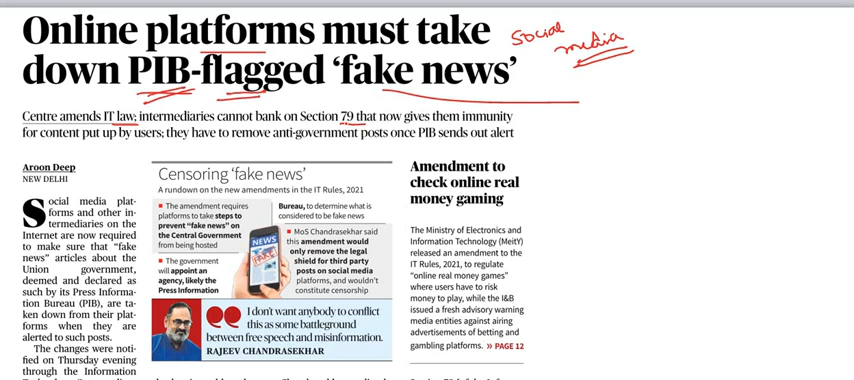 Online platforms must take
down PIB-flagged ‘fake news’
social
media
Centre amends IT law; intermediaries cannot bank on Section 79 that now gives them immunity
for content put up by users; they have to remove anti-government posts once PIB sends out alert
Aroon Deep
NEW DELHI
Social media plat-
forms and other in-
termediaries on the
Internet are now required
to make sure that “fake
news” articles about the
Union government,
deemed and declared as
such by its Press Informa-
tion Bureau (PIB), are ta-
ken down from their plat-
forms when they are
alerted to such posts.
The changes were noti-
fied on Thursday evening
through the Information
Censoring ‘fake news’
A rundown on the new amendments in the IT Rules, 2021
■ The amendment requires
platforms to take steps to
prevent “fake news” on
the Central Government
from being hosted
■ The government
will appoint an
agency, likely the
Press Information
Bureau, to determine what is
considered to be fake news
■ MoS Chandrasekhar said
this amendment would
only remove the legal
shield for third party
posts on social media
platforms, and wouldn’t
constitute censorship
NEWS
FAKE
I don’t want anybody to conflict
this as some battleground
between free speech and misinformation.
RAJEEV CHANDRASEKHAR
Amendment to
check online real
money gaming
The Ministry of Electronics and
Information Technology (MeitY)
released an amendment to the
IT Rules, 2021, to regulate
“online real money games”
where users have to risk
money to play, while the I&B
issued a fresh advisory warning
media entities against airing
advertisements of betting and
gambling platforms. » PAGE 12